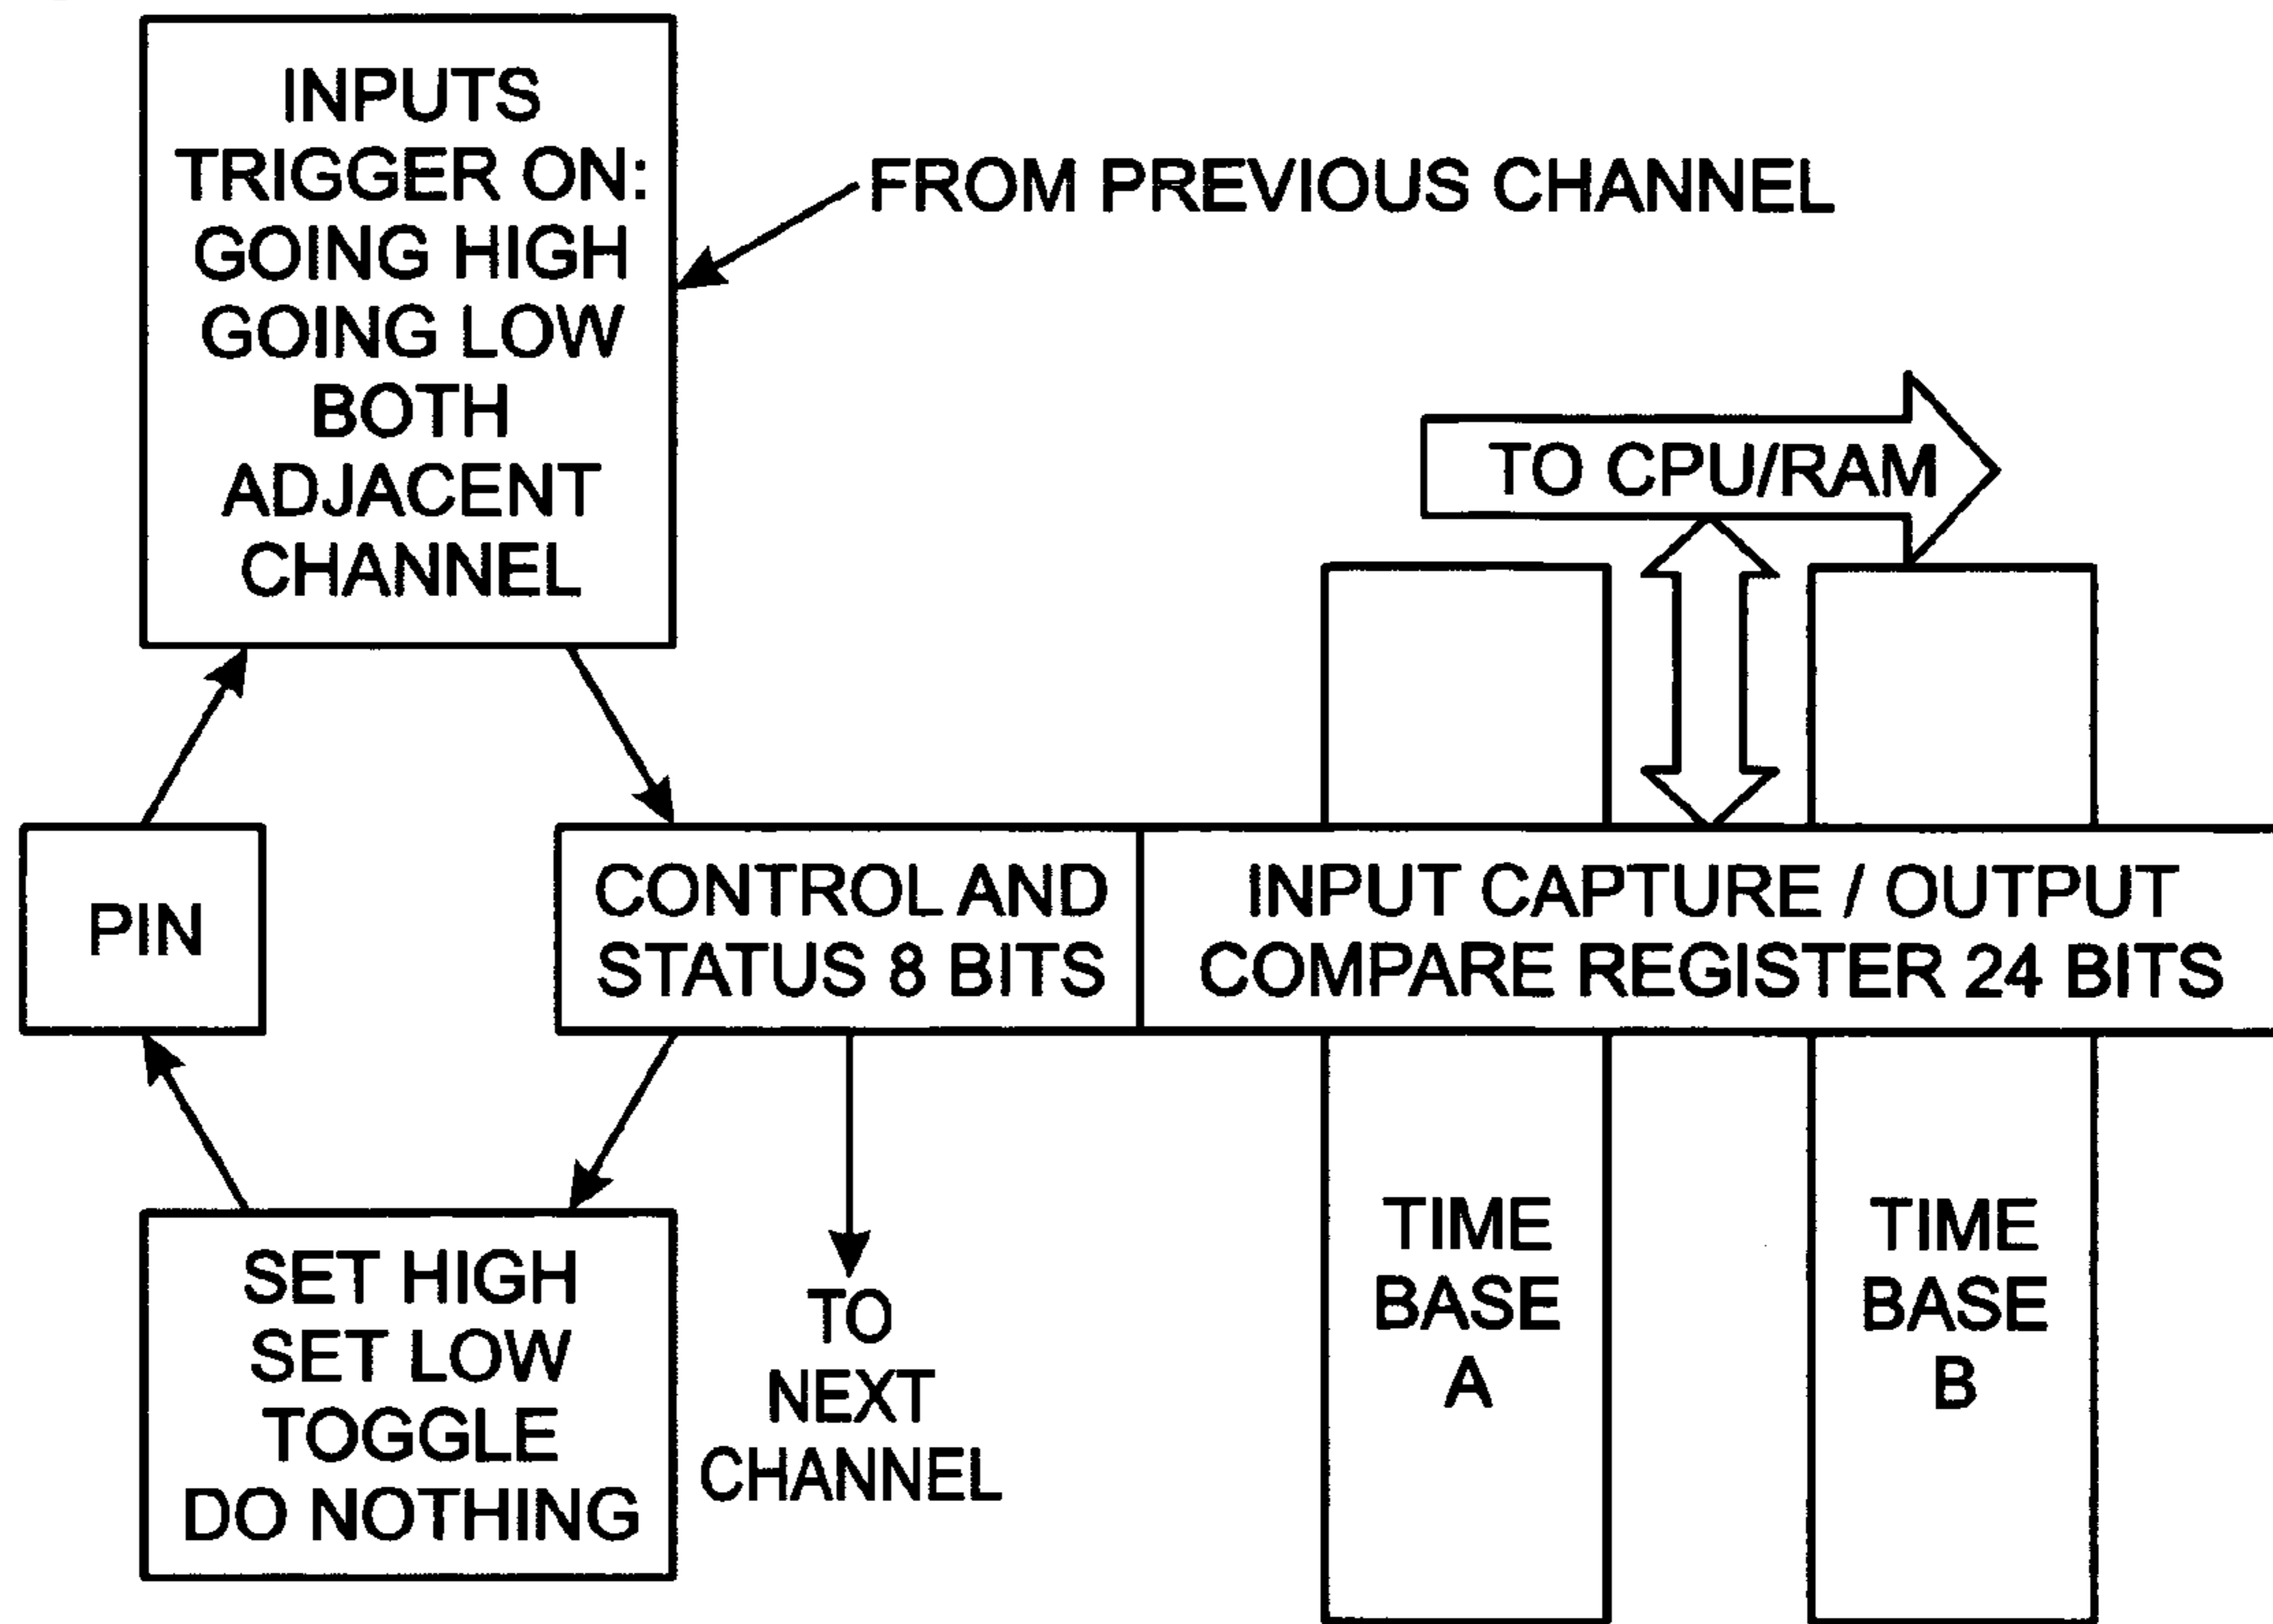 INPUTS
TRIGGER ON:
GOING HIGH
GOING LOW
BOTH
ADJACENT
CHANNEL
FROM PREVIOUS CHANNEL
TO CPU/RAM
PIN
CONTROL AND
STATUS 8 BITS
INPUT CAPTURE / OUTPUT
COMPARE REGISTER 24 BITS
SET HIGH
SET LOW
TOGGLE
DO NOTHING
TO
NEXT
CHANNEL
TIME
BASE
A
TIME
BASE
B